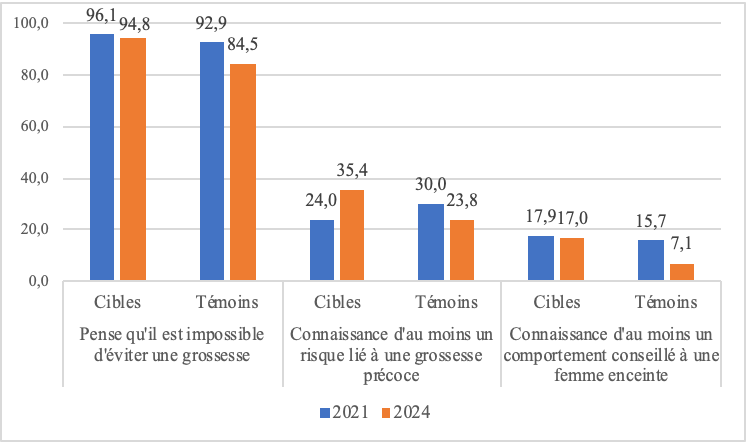 100,0
80,0
60,0
40,0
20,0
0,0
96,1
94,8
92,9
84,5
24,0
35,4
30,0
23,8
17,9
17,0
15,7
7,1
Cibles
Témoins
Cibles
Témoins
Cibles
Témoins
Pense qu'il est impossible
d'éviter une grossesse
Connaissance d'au moins un
risque lié à une grossesse
précoce
Connaissance d'au moins un
comportement conseillé à une
femme enceinte
2021
2024